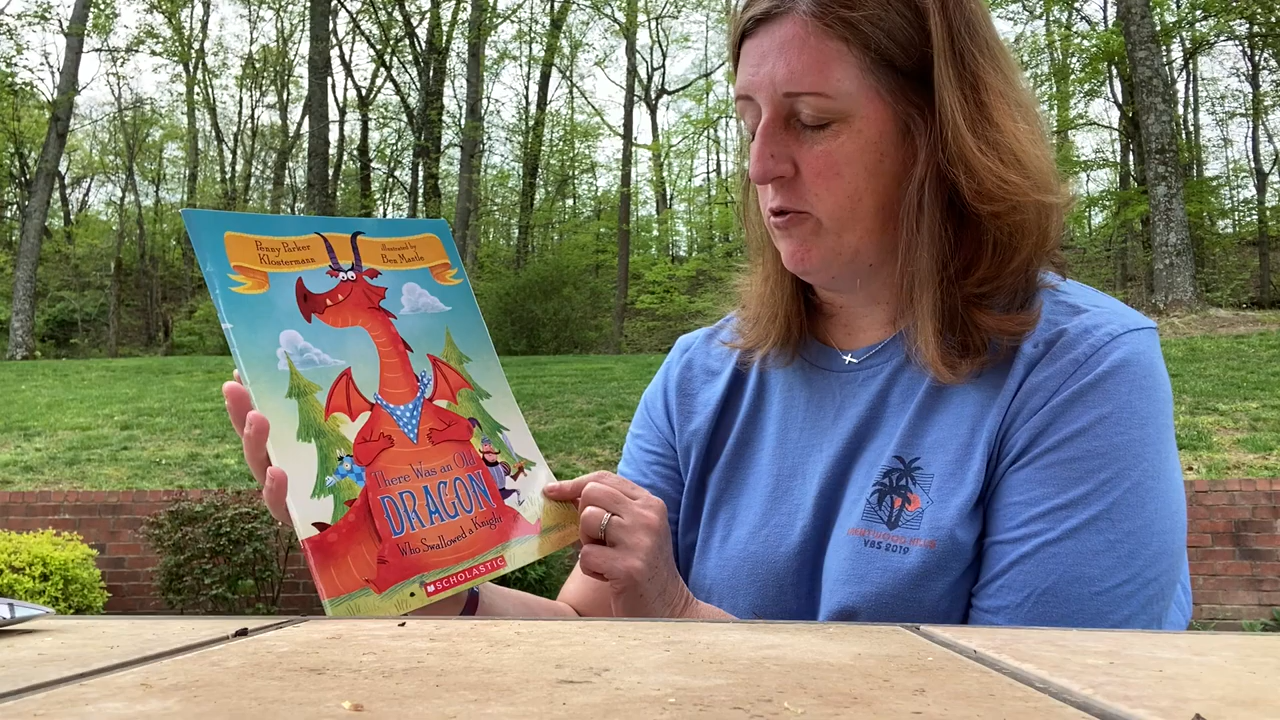 Penny Parker
Klostermann
illustrated by
Ben Mantle
There Was an Old
DRAGON
Who Swallowed a Knight
SCHOLASTIC
VBS 2019